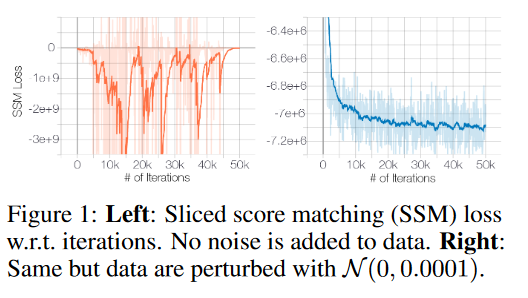 SSM Loss
0
-1e+9
-2e+9
-3e+9
0 10k 20k 30k 40k 50k
# of Iterations
-6.4e+6
-6.6e+6
-6.8e+6
-7e+6
-7.2e+6
0 10k 20k 30k 40k 50k
# of Iterations
Figure 1: Left: Sliced score matching (SSM) loss
w.r.t. iterations. No noise is added to data. Right:
Same but data are perturbed with 𝒩(0, 0.0001).